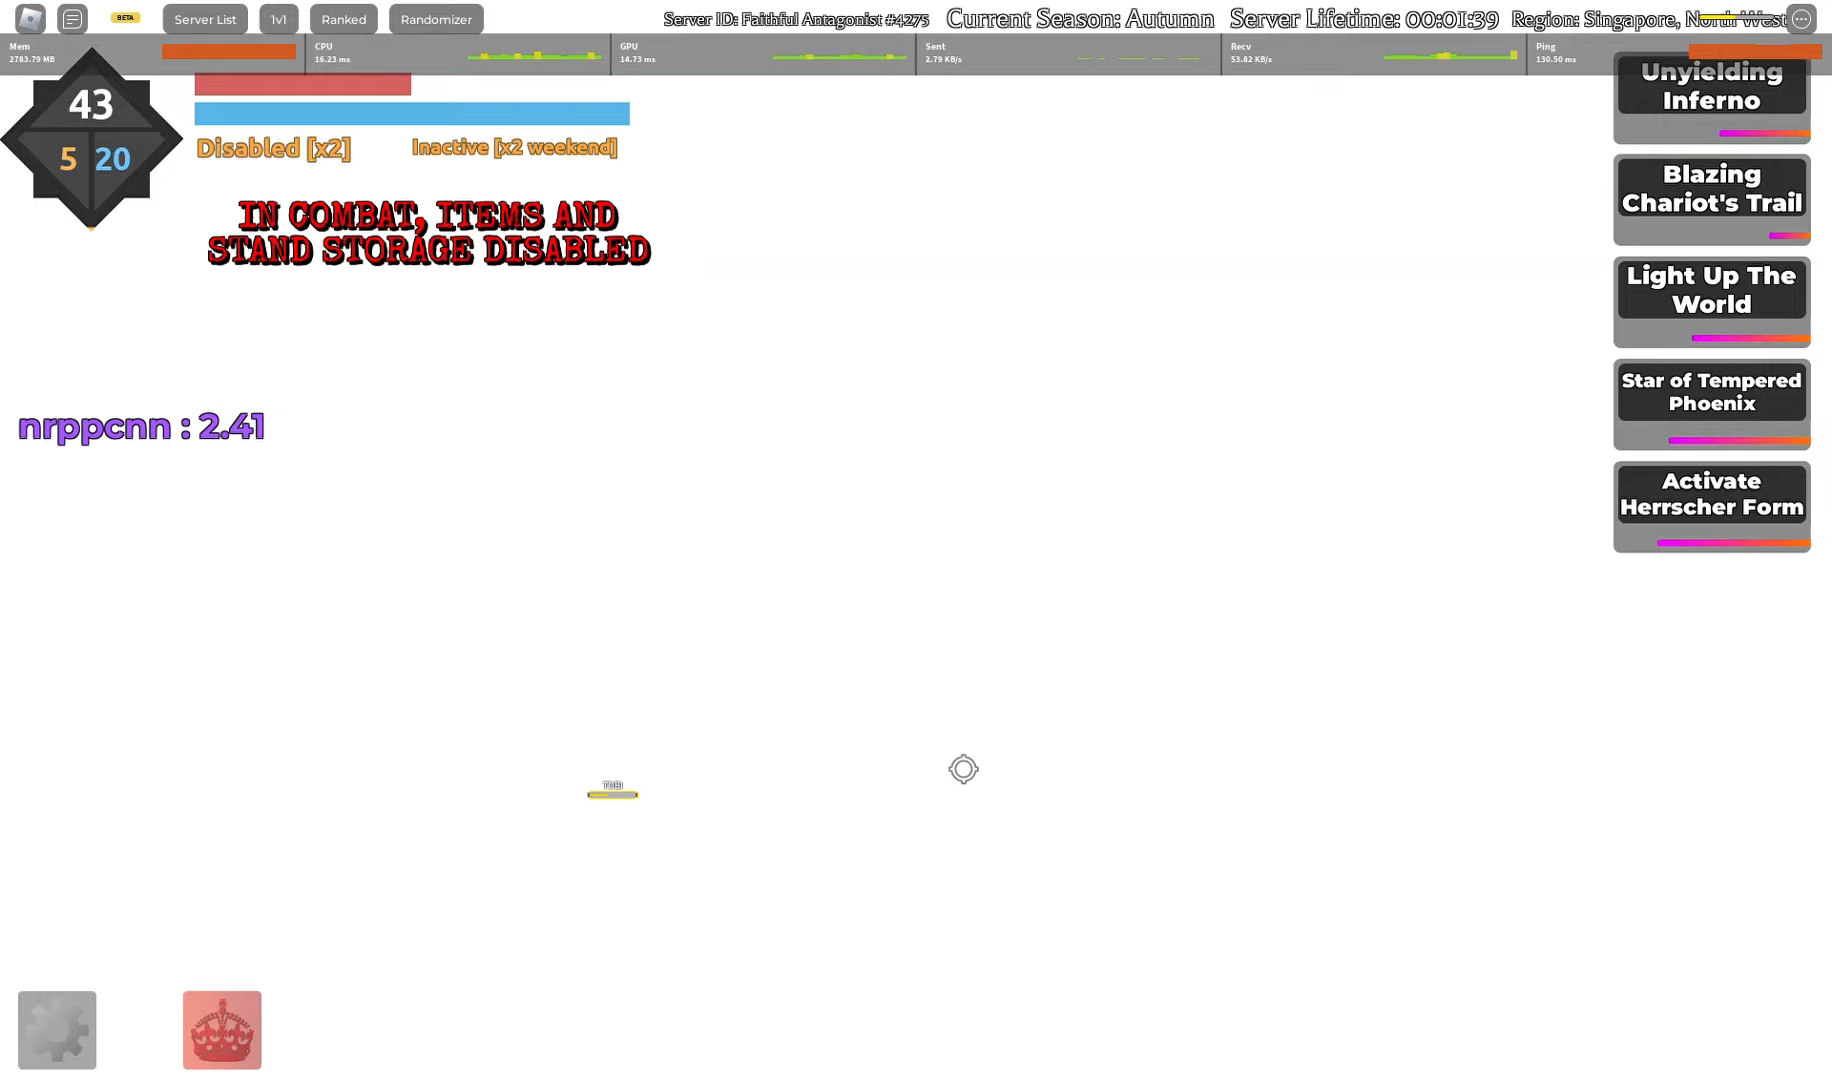 BETA
Server List
1v1
Ranked
Randomizer
Server ID: Faithful Antagonist #4275
Current Season: Autumn
Server Lifetime: 00:01:39
Region: Singapore, North West
Mem
2783.79 MB
CPU
16.23 ms
GPU
14.73 ms
Sent
2.79 KB/s
Recv
53.82 KB/s
Ping
130.50 ms
43
5
20
Disabled [x2]
Inactive [x2 weekend]
IN COMBAT, ITEMS AND
STAND STORAGE DISABLED
nrppcnn : 2.41
Unyielding
Inferno
Blazing
Chariot's Trail
Light Up The
World
Star of Tempered
Phoenix
Activate
Herrscher Form
TOBI